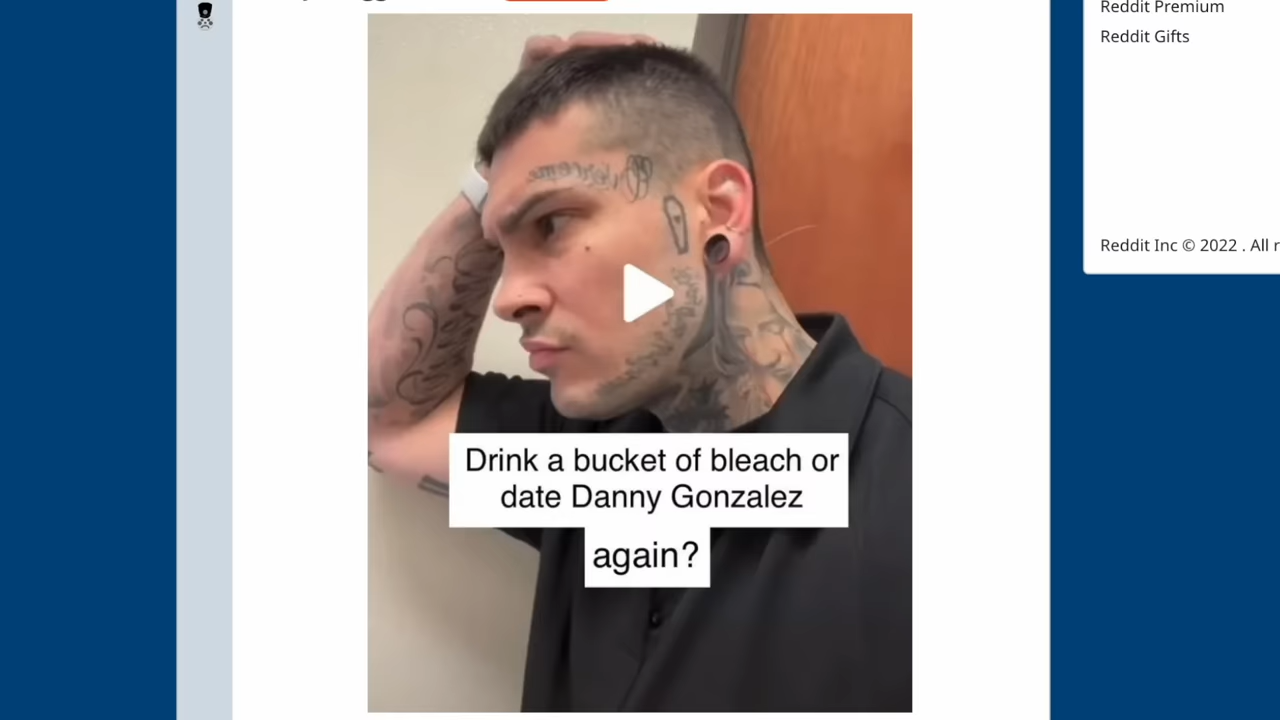 Reddit Premium
Reddit Gifts
Reddit Inc © 2022 . All
Drink a bucket of bleach or
date Danny Gonzalez
again?